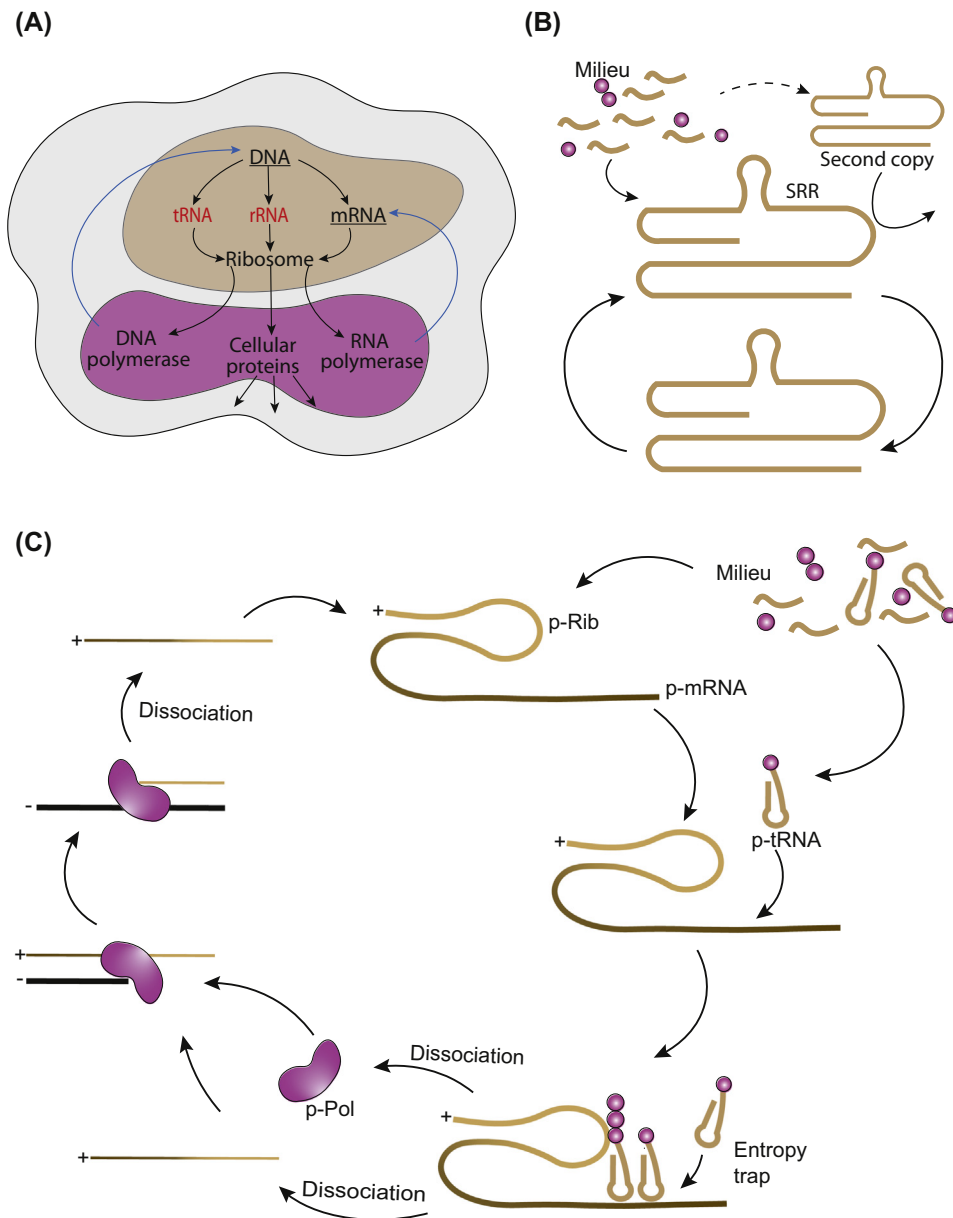 (A)
DNA
tRNA rRNA mRNA
Ribosome
DNA
polymerase
Cellular
proteins
RNA
polymerase
(B)
Milieu
Second copy
SRR
(C)
Milieu
+
p-Rib
+
p-mRNA
Dissociation
-
p-tRNA
+
+
-
Dissociation
p-Pol
+
Entropy
trap
+
Dissociation